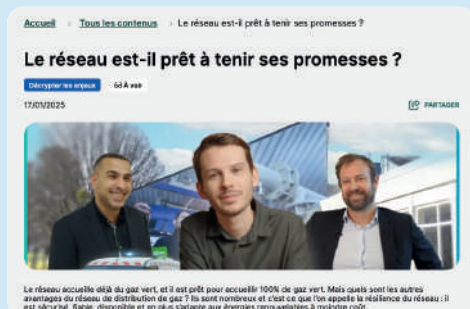 Accueil Tous les contenus Le réseau est-il prêt à tenir ses promesses ?
Le réseau est-il prêt à tenir ses promesses ?
Décrypter les enjeux À voir
17/01/2025 PARTAGER
Le réseau accueille déjà du gaz vert, et il est prêt pour accueillir 100% de gaz vert. Mais quels sont les autres
avantages du réseau de distribution de gaz ? Ils sont nombreux et c'est ce que l'on appelle la résilience du réseau : il
est sécurisé, fiable, disponible et en plus s'adapte aux énergies renouvelables à moindre coût.